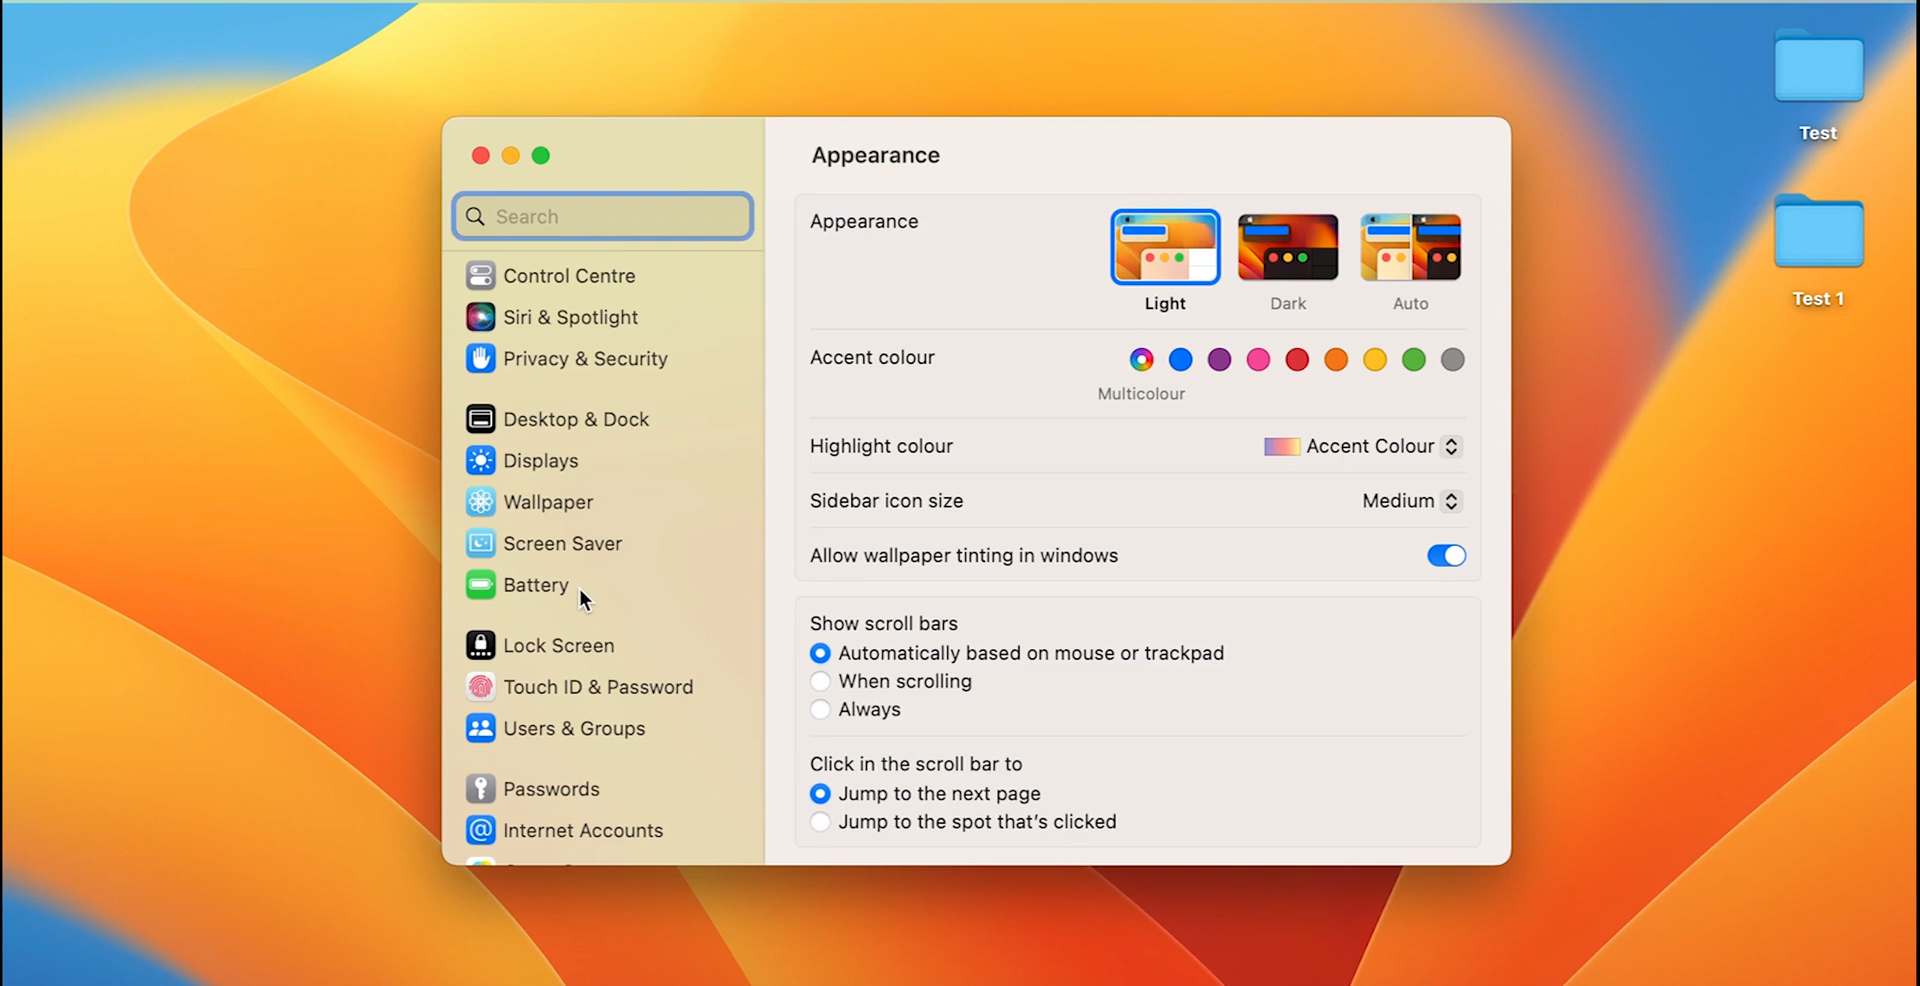 Test
Test 1
Search
Control Centre
Siri & Spotlight
Privacy & Security
Desktop & Dock
Displays
Wallpaper
Screen Saver
Battery
Lock Screen
Touch ID & Password
Users & Groups
Passwords
Internet Accounts
Appearance
Appearance
Light
Dark
Auto
Accent colour
Multicolour
Highlight colour
Accent Colour
Sidebar icon size
Medium
Allow wallpaper tinting in windows
Show scroll bars
Automatically based on mouse or trackpad
When scrolling
Always
Click in the scroll bar to
Jump to the next page
Jump to the spot that’s clicked